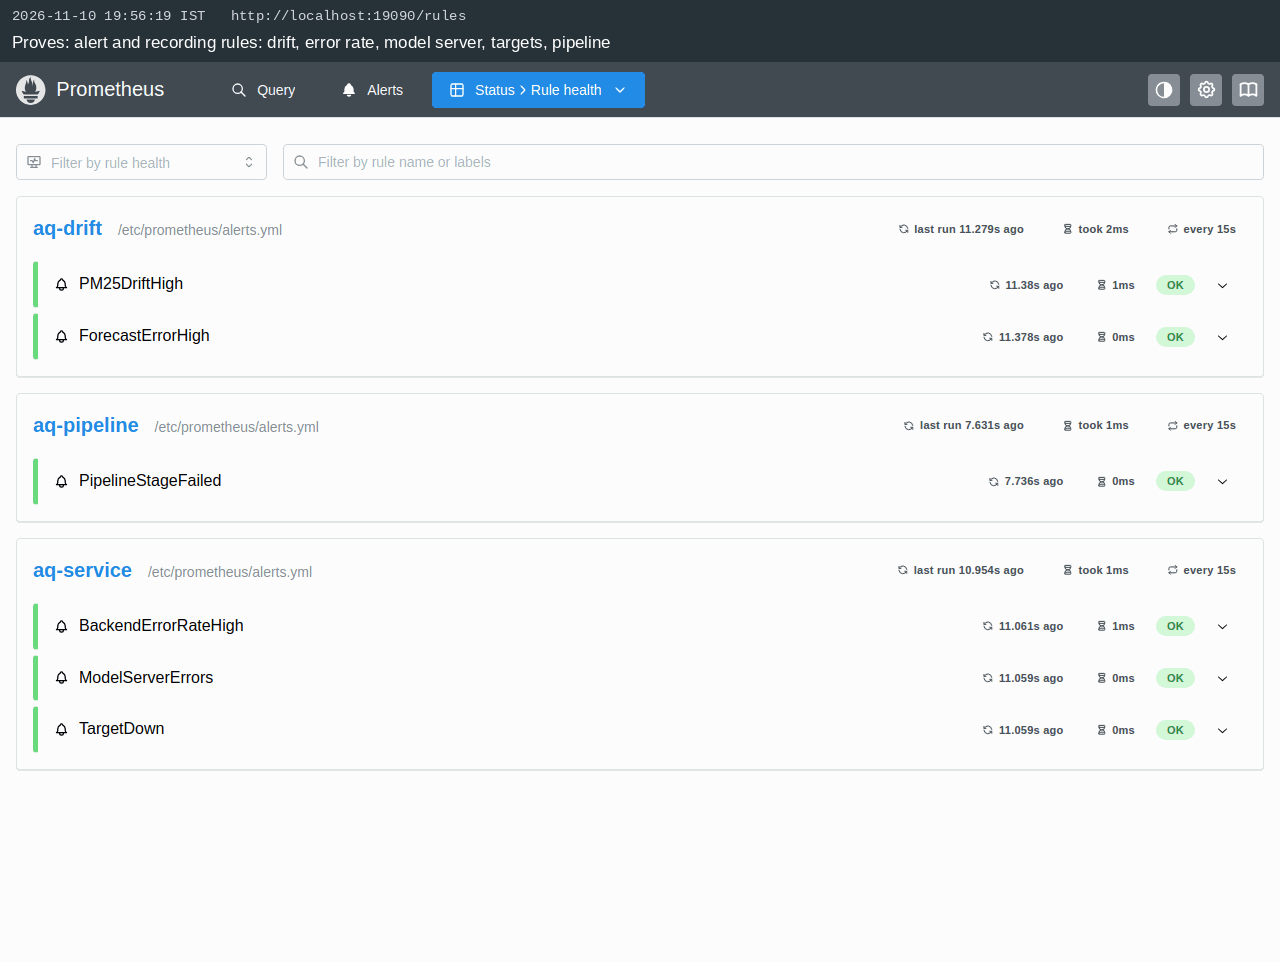 2026-11-10 19:56:19 IST http://localhost:19090/rules
Proves: alert and recording rules: drift, error rate, model server, targets, pipeline
Prometheus Query Alerts Status > Rule health
Filter by rule health Filter by rule name or labels
aq-drift /etc/prometheus/alerts.yml last run 11.279s ago took 2ms every 15s
PM25DriftHigh 11.38s ago 1ms OK
ForecastErrorHigh 11.378s ago 0ms OK
aq-pipeline /etc/prometheus/alerts.yml last run 7.631s ago took 1ms every 15s
PipelineStageFailed 7.736s ago 0ms OK
aq-service /etc/prometheus/alerts.yml last run 10.954s ago took 1ms every 15s
BackendErrorRateHigh 11.061s ago 1ms OK
ModelServerErrors 11.059s ago 0ms OK
TargetDown 11.059s ago 0ms OK